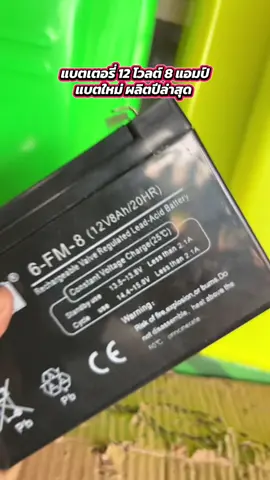 แบตเตอรี่ 12 โวลต์ 8 แอมป์
แบตใหม่ ผลิตปีล่าสุด
6-FM-8 (12V8Ah/20HR)
Rechargeable Valve Regulated Lead-Acid Battery
Constant Voltage Charge(25℃)
Standby use 13.5-13.8V Less than 2.1A
Cycle use 14.4-15.0V Less than 2.1A
Warning:
Risk of fire,explosion,or burns.Do
not disassemble, heat above the
60℃
CE
Pb
Pb